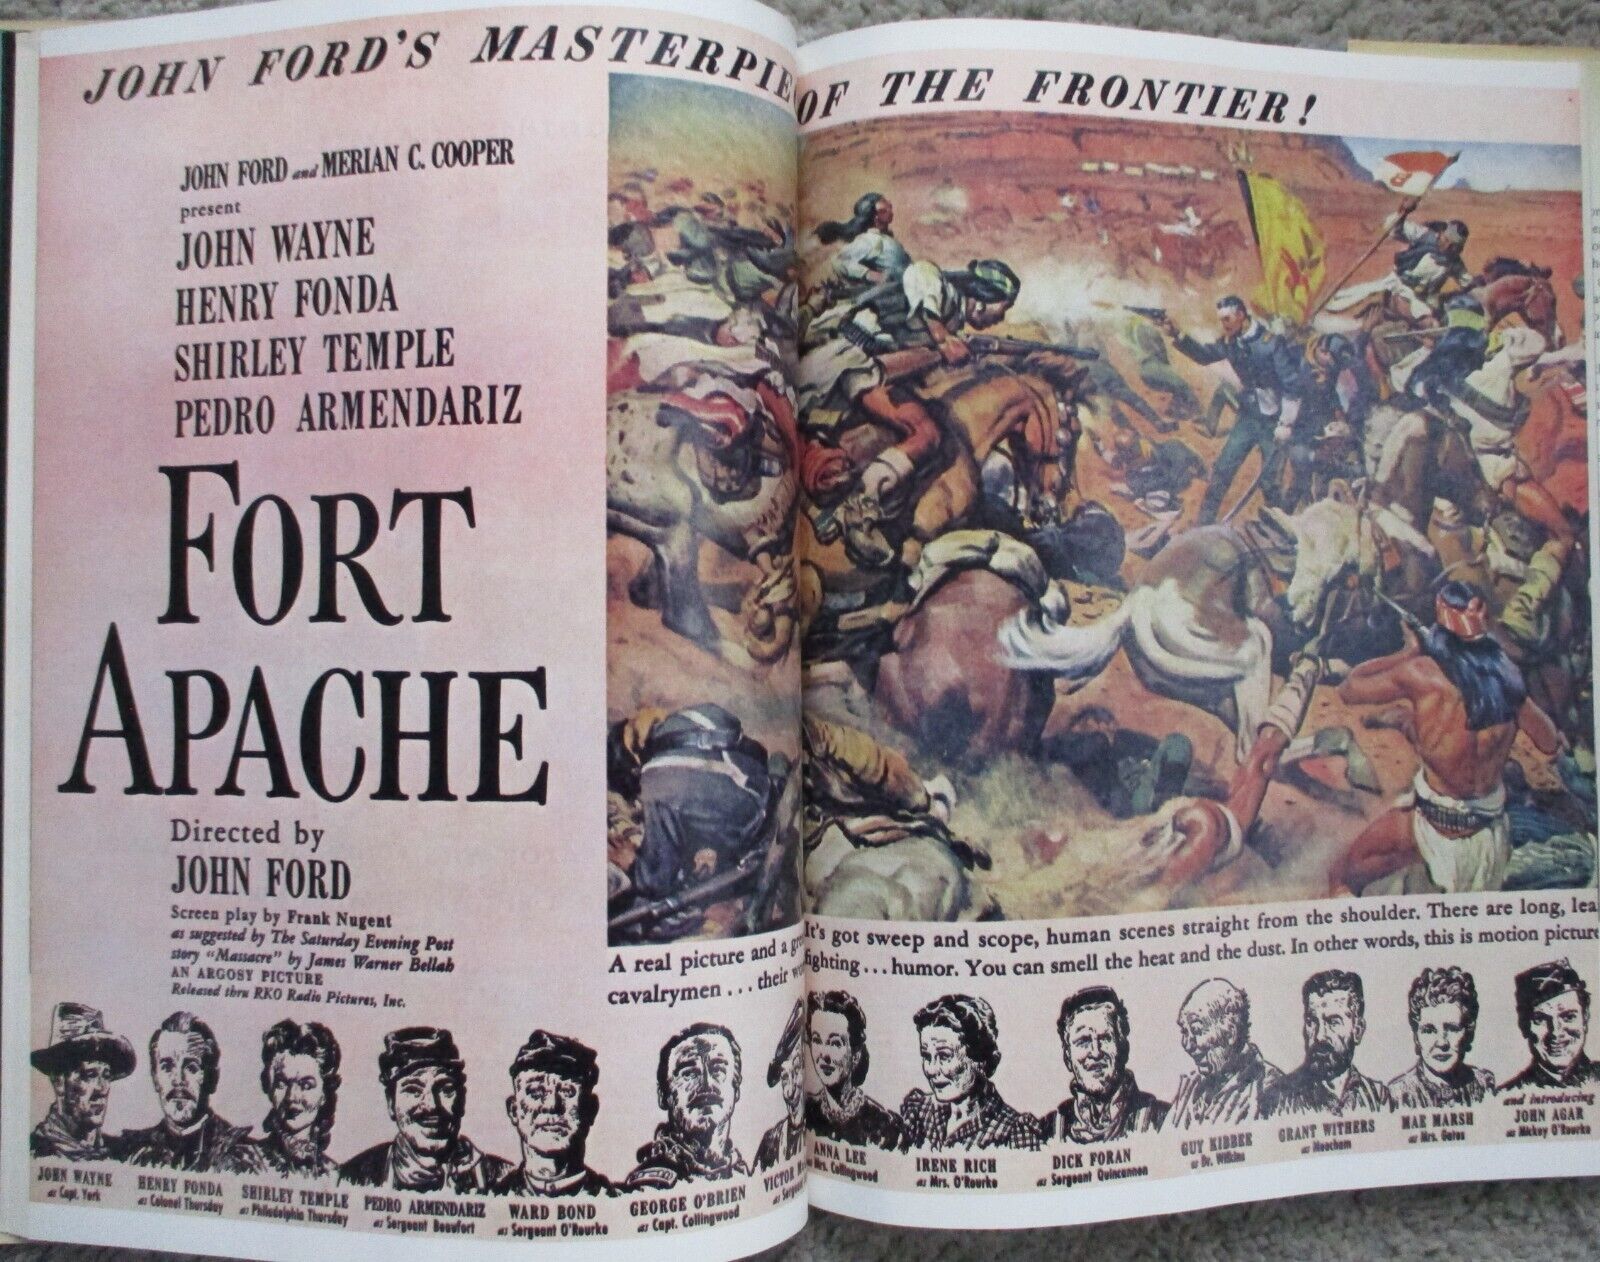 JOHN FORD'S MASTERPIE OF THE FRONTIER!
JOHN FORD and MERIAN C. COOPER
present
JOHN WAYNE
HENRY FONDA
SHIRLEY TEMPLE
PEDRO ARMENDARIZ
FORT
APACHE
Directed by
JOHN FORD
Screen play by Frank Nugent
as suggested by The Saturday Evening Post
story "Massacre" by James Warner Bellah
AN ARGOSY PICTURE
Released thru RKO Radio Pictures, Inc.
B
A real picture and a
cavalrymen . . . their
It's got sweep and scope, human scenes straight from the shoulder. There are long, lea
fighting . . . humor. You can smell the heat and the dust. In other words, this is motion picture
JOHN WAYNE
as Capt. York
HENRY FONDA
as Colonel Thursday
SHIRLEY TEMPLE
as Philadelphia Thursday
PEDRO ARMENDARIZ
as Sergeant Beaufort
WARD BOND
as Sergeant O'Rourke
GEORGE O'BRIEN
as Capt. Collingwood
VICTOR
as
ANNA LEE
Mrs. Collingwood
IRENE RICH
as Mrs. O'Rourke
DICK FORAN
as Sergeant Quincannon
GUY KIBBEE
as Dr. Wilkins
GRANT WITHERS
as Meacham
MAE MARSH
as Mrs. Gates
and introducing
JOHN AGAR
as Mickey O'Rourke